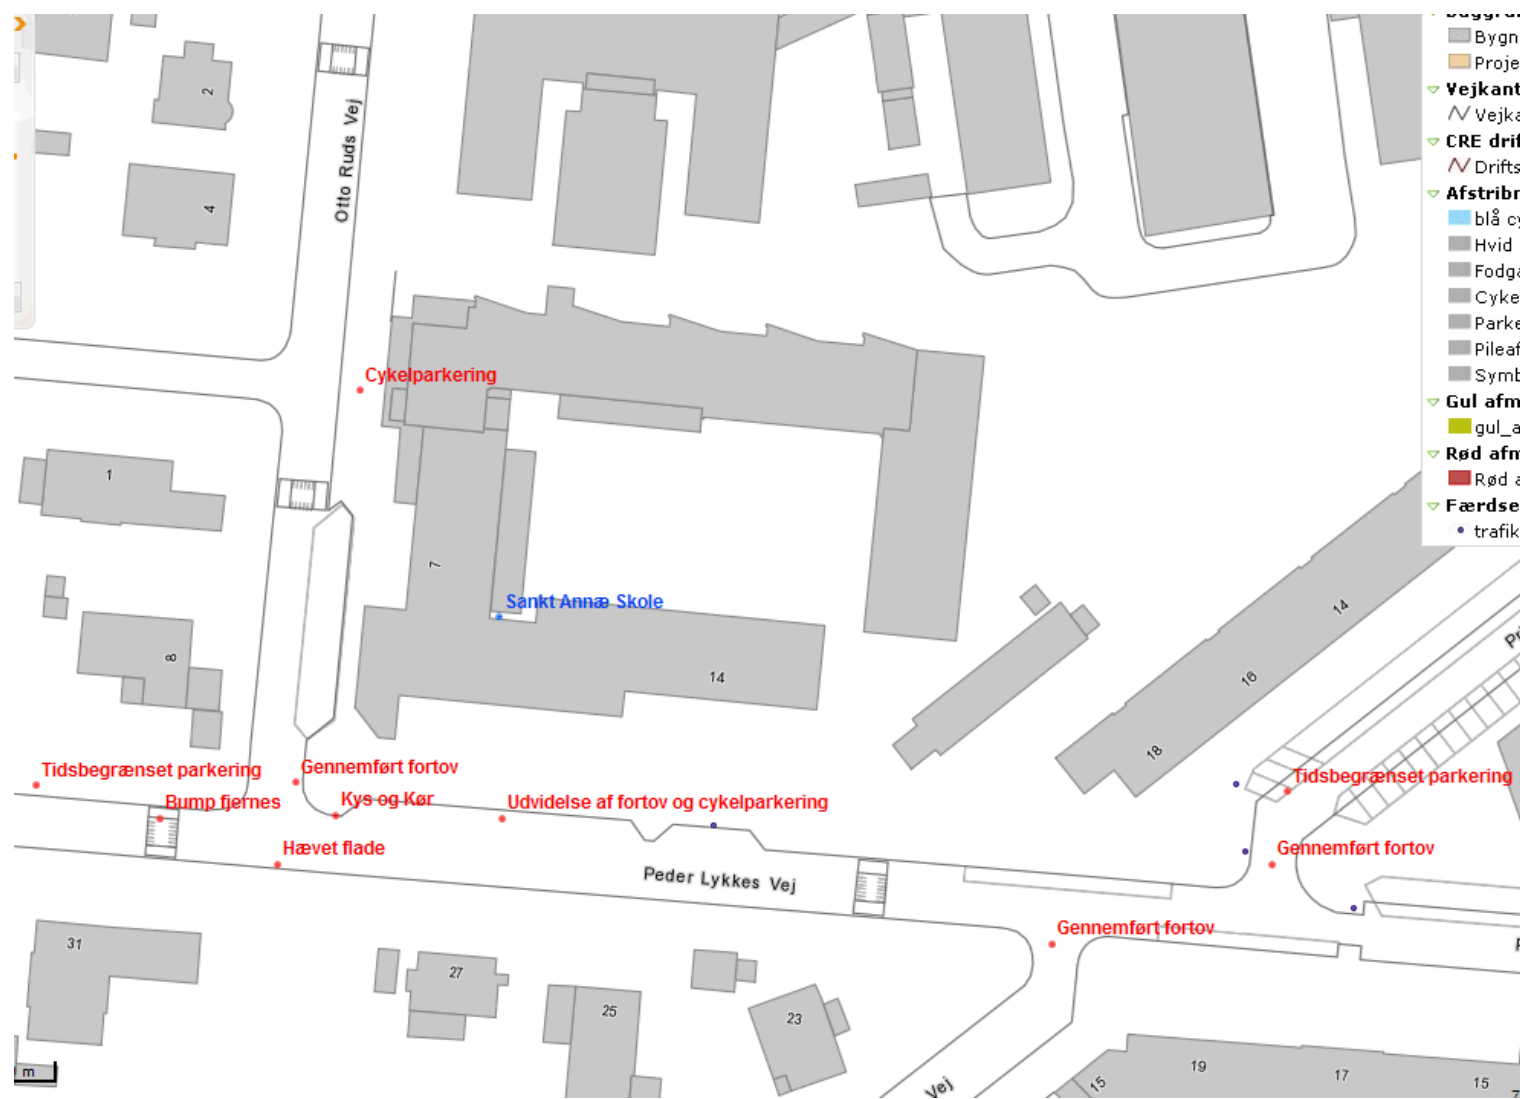 Bygn
Proje
Vejkant
Vejka
CRE drif
Drifts
Afstribn
blå cy
Hvid
Fodga
Cyke
Parke
Pileaf
Symb
Gul afm
gul_a
Rød afm
Rød a
Færdse
trafik
2
4
Otto Ruds Vej
Cykelparkering
1
7
Sankt Annæ Skole
14
8
14
16
18
Tidsbegrænset parkering
Gennemført fortov
Bump fjernes
Kys og Kør
Udvidelse af fortov og cykelparkering
Tidsbegrænset parkering
Hævet flade
Gennemført fortov
Peder Lykkes Vej
Gennemført fortov
31
27
25
23
Vej
15
19
17
15
m